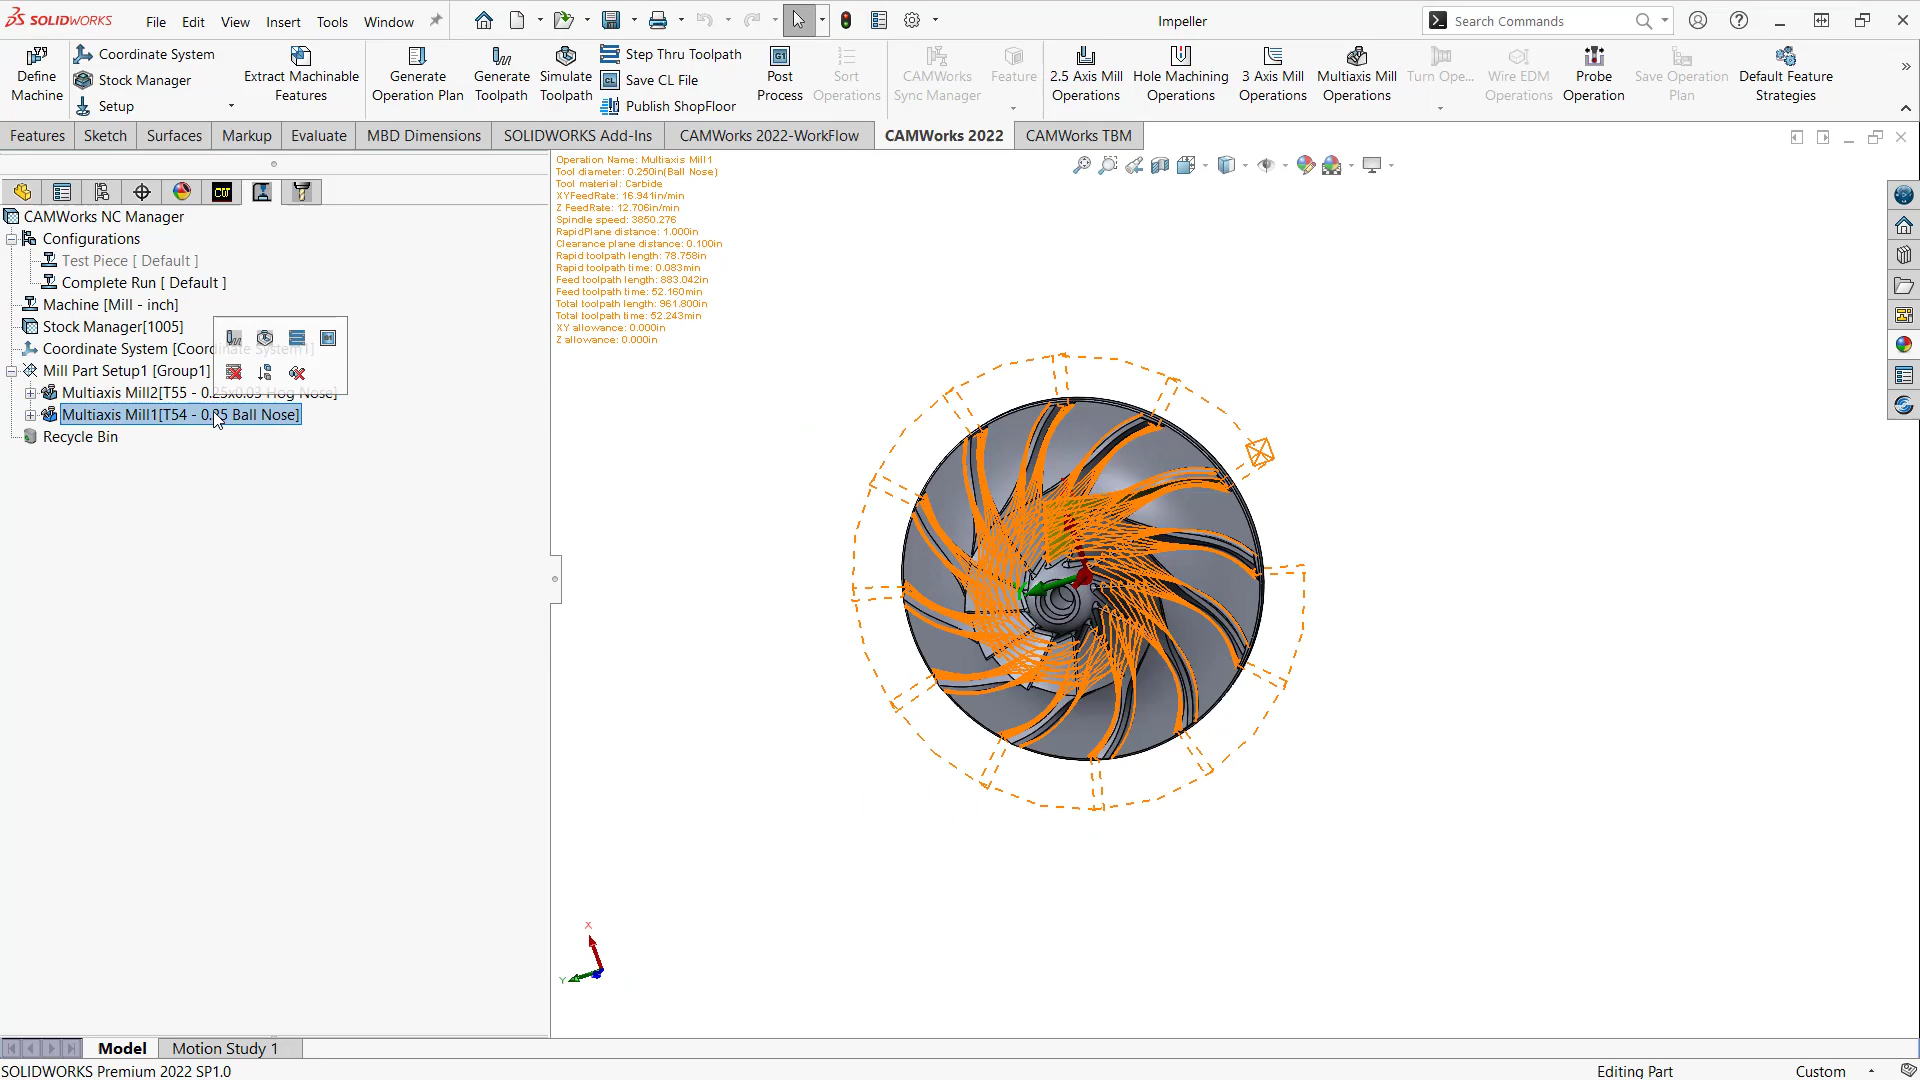 SOLIDWORKS
File Edit View Insert Tools Window
Impeller
Search Commands
Define Machine
Coordinate System
Stock Manager
Setup
Extract Machinable Features
Generate Operation Plan
Generate Toolpath
Simulate Toolpath
Step Thru Toolpath
Save CL File
Publish ShopFloor
Post Process
Sort Operations
CAMWorks Sync Manager
Feature
2.5 Axis Mill Operations
Hole Machining Operations
3 Axis Mill Operations
Multiaxis Mill Operations
Turn Ope...
Wire EDM Operations
Probe Operation
Save Operation Plan
Default Feature Strategies
Features Sketch Surfaces Markup Evaluate MBD Dimensions SOLIDWORKS Add-Ins CAMWorks 2022-WorkFlow CAMWorks 2022 CAMWorks TBM
CAMWorks NC Manager
Configurations
Test Piece [ Default ]
Complete Run [ Default ]
Machine [Mill - inch]
Stock Manager[1005]
Coordinate System [Coordinate System1]
Mill Part Setup1 [Group1]
Multiaxis Mill2[T55 - 0.25x0.03 Hog Nose]
Multiaxis Mill1[T54 - 0.25 Ball Nose]
Recycle Bin
Operation Name: Multiaxis Mill1
Tool diameter: 0.250in(Ball Nose)
Tool material: Carbide
XYFeedRate: 16.941in/min
Z FeedRate: 12.706in/min
Spindle speed: 3850.276
RapidPlane distance: 1.000in
Clearance plane distance: 0.100in
Rapid toolpath length: 78.758in
Rapid toolpath time: 0.083min
Feed toolpath length: 883.042in
Feed toolpath time: 52.160min
Total toolpath length: 961.800in
Total toolpath time: 52.243min
XY allowance: 0.000in
Z allowance: 0.000in
X
Y
Model Motion Study 1
SOLIDWORKS Premium 2022 SP1.0
Editing Part
Custom